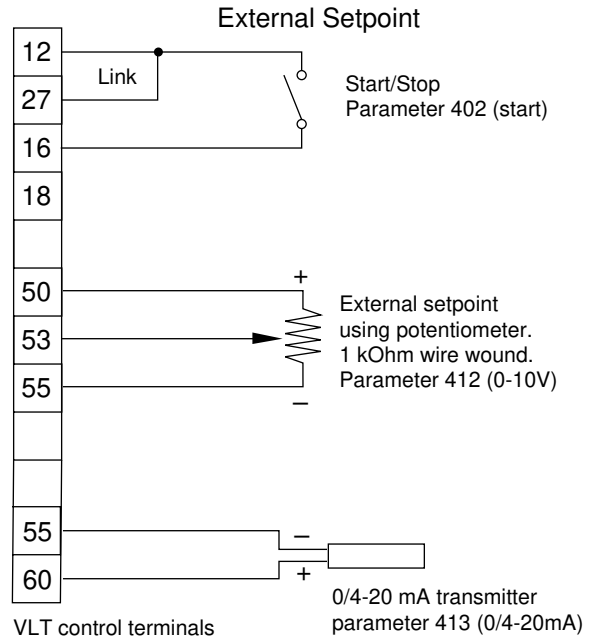 External Setpoint
12
Link
27
16
18
Start/Stop
Parameter 402 (start)
50
53
55
+
External setpoint
using potentiometer.
1 kOhm wire wound.
Parameter 412 (0-10V)
–
55
60
–
+
0/4-20 mA transmitter
parameter 413 (0/4-20mA)
VLT control terminals